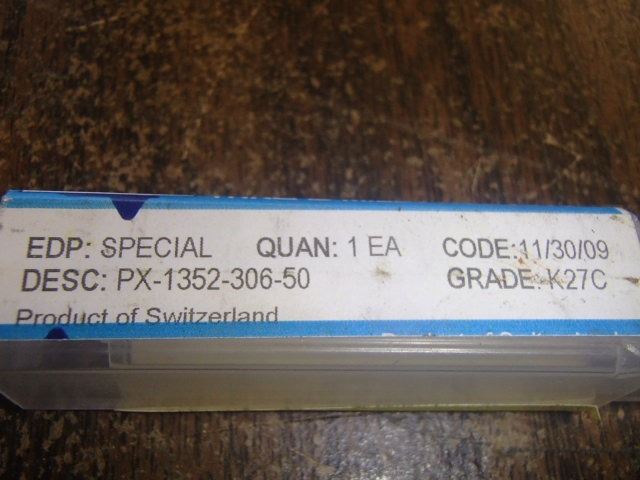 EDP: SPECIAL QUAN: 1 EA CODE:11/30/09
DESC: PX-1352-306-50 GRADE: K27C
Product of Switzerland